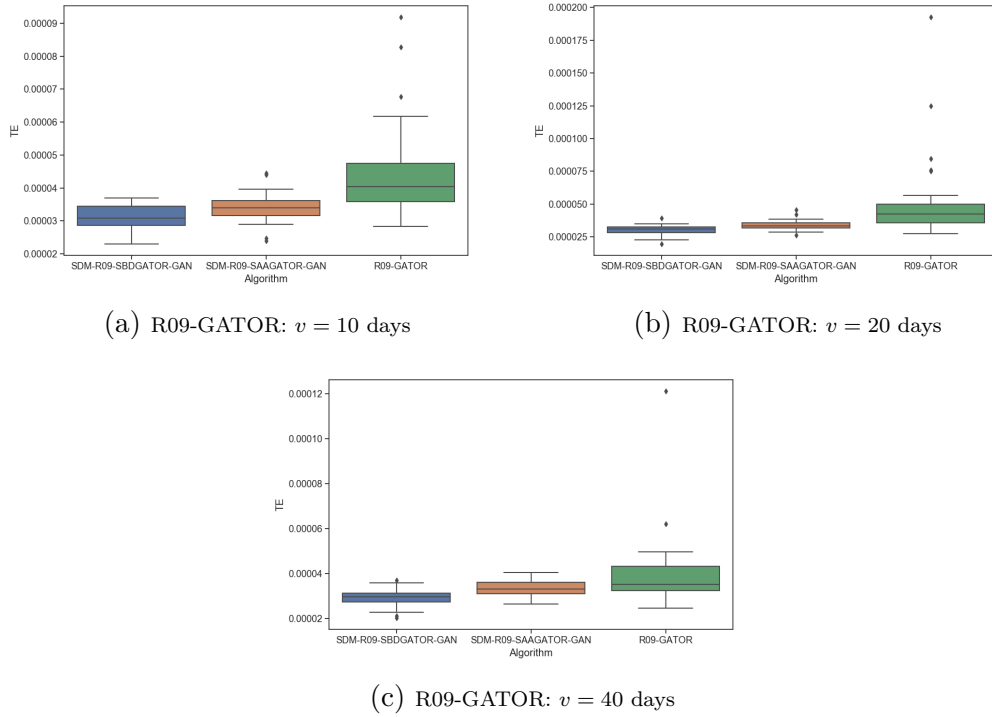 0.00009
0.00008
0.00007
0.00006
0.00005
0.00004
0.00003
0.00002
TE
SDM-R09-SBDGATOR-GAN SDM-R09-SAAGATOR-GAN R09-GATOR
Algorithm
(a) R09-GATOR: v = 10 days
0.000200
0.000175
0.000150
0.000125
0.000100
0.000075
0.000050
0.000025
TE
SDM-R09-SBDGATOR-GAN SDM-R09-SAAGATOR-GAN R09-GATOR
Algorithm
(b) R09-GATOR: v = 20 days
0.00012
0.00010
0.00008
0.00006
0.00004
0.00002
TE
SDM-R09-SBDGATOR-GAN SDM-R09-SAAGATOR-GAN R09-GATOR
Algorithm
(c) R09-GATOR: v = 40 days